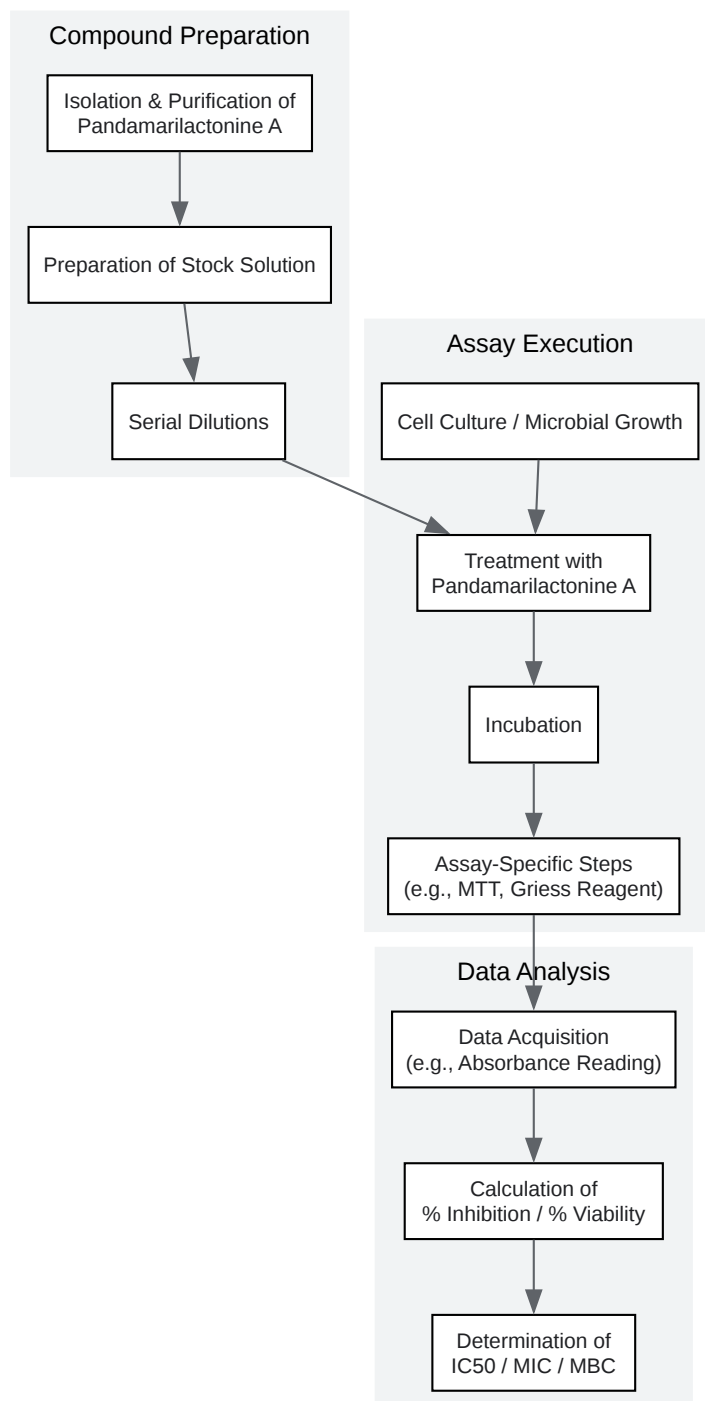 Compound Preparation
Isolation & Purification of
Pandamarilactonine A
Preparation of Stock Solution
Serial Dilutions
Assay Execution
Cell Culture / Microbial Growth
Treatment with
Pandamarilactonine A
Incubation
Assay-Specific Steps
(e.g., MTT, Griess Reagent)
Data Analysis
Data Acquisition
(e.g., Absorbance Reading)
Calculation of
% Inhibition / % Viability
Determination of
IC50 / MIC / MBC